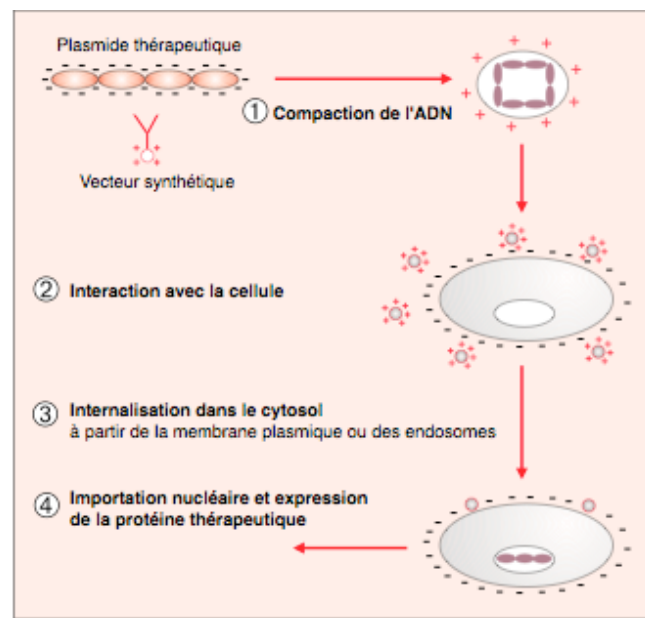 Plasmide thérapeutique
① Compaction de l'ADN
Vecteur synthétique
② Interaction avec la cellule
③ Internalisation dans le cytosol
à partir de la membrane plasmique ou des endosomes
④ Importation nucléaire et expression
de la protéine thérapeutique